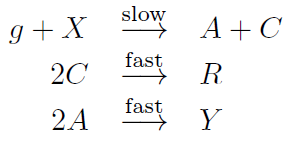 g + X slow⟶ A + C
2C fast⟶ R
2A fast⟶ Y